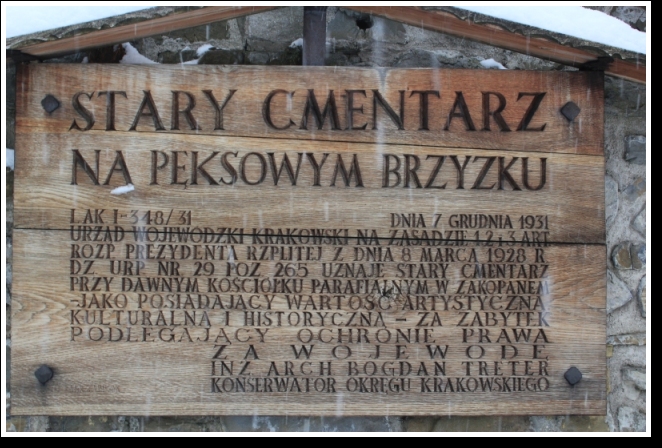 STARY CMENTARZ
NA PĘKSOWYM BRZYZKU
L.AK I-348/31 DNIA 7 GRUDNIA 1931
URZĄD WOJEWÓDZKI KRAKOWSKI NA ZASADZIE 1 2 i 3 ART.
ROZP. PREZYDENTA RZPLITEJ Z DNIA 8 MARCA 1928 R.
DZ. URP. NR. 29 POZ. 265 UZNAJE STARY CMENTARZ
PRZY DAWNYM KOŚCIÓŁKU PARAFIALNYM W ZAKOPANEM
-JAKO POSIADAJĄCY WARTOŚĆ ARTYSTYCZNĄ
KULTURALNĄ I HISTORYCZNĄ - ZA ZABYTEK
PODLEGAJĄCY OCHRONIE PRAWA
ZA WOJEWODĘ
INŻ. ARCH BOGDAN TRETER
KONSERWATOR OKRĘGU KRAKOWSKIEGO